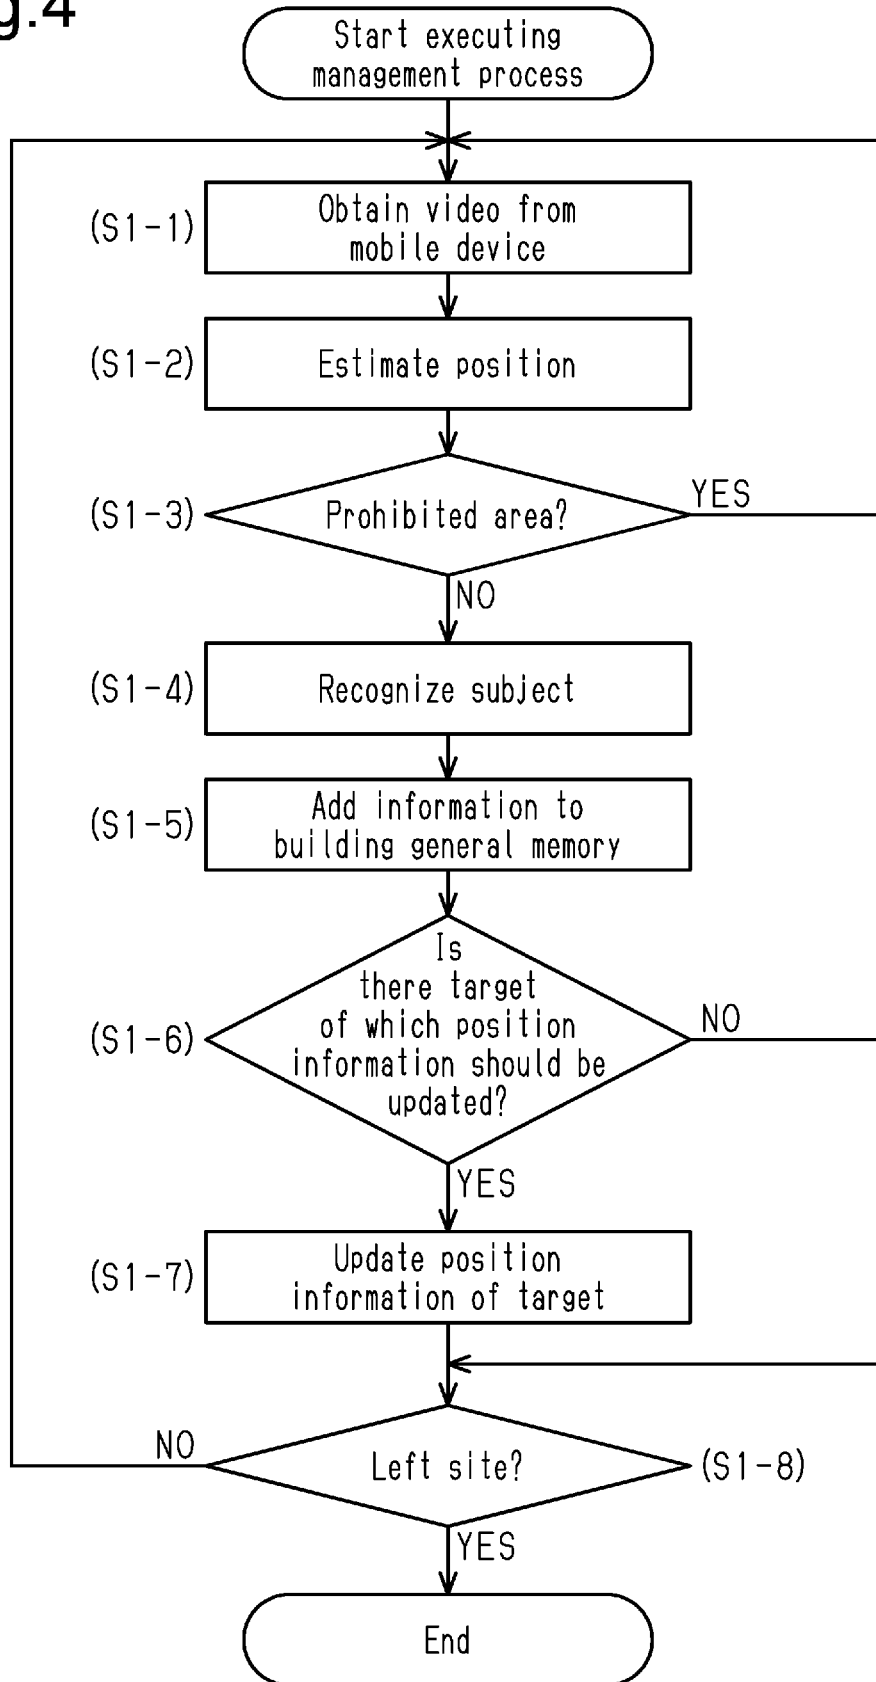 g.4
Start executing
management process
(S1-1)
Obtain video from
mobile device
(S1-2)
Estimate position
(S1-3)
Prohibited area?
YES
NO
(S1-4)
Recognize subject
(S1-5)
Add information to
building general memory
(S1-6)
Is
there target
of which position
information should be
updated?
NO
YES
(S1-7)
Update position
information of target
NO
Left site?
(S1-8)
YES
End